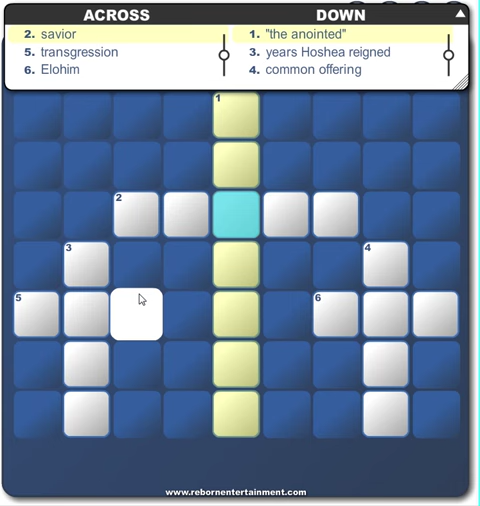 ACROSS DOWN
2. savior 1. "the anointed"
5. transgression 3. years Hoshea reigned
6. Elohim 4. common offering
1
2
3 4
5 6
www.rebornentertainment.com